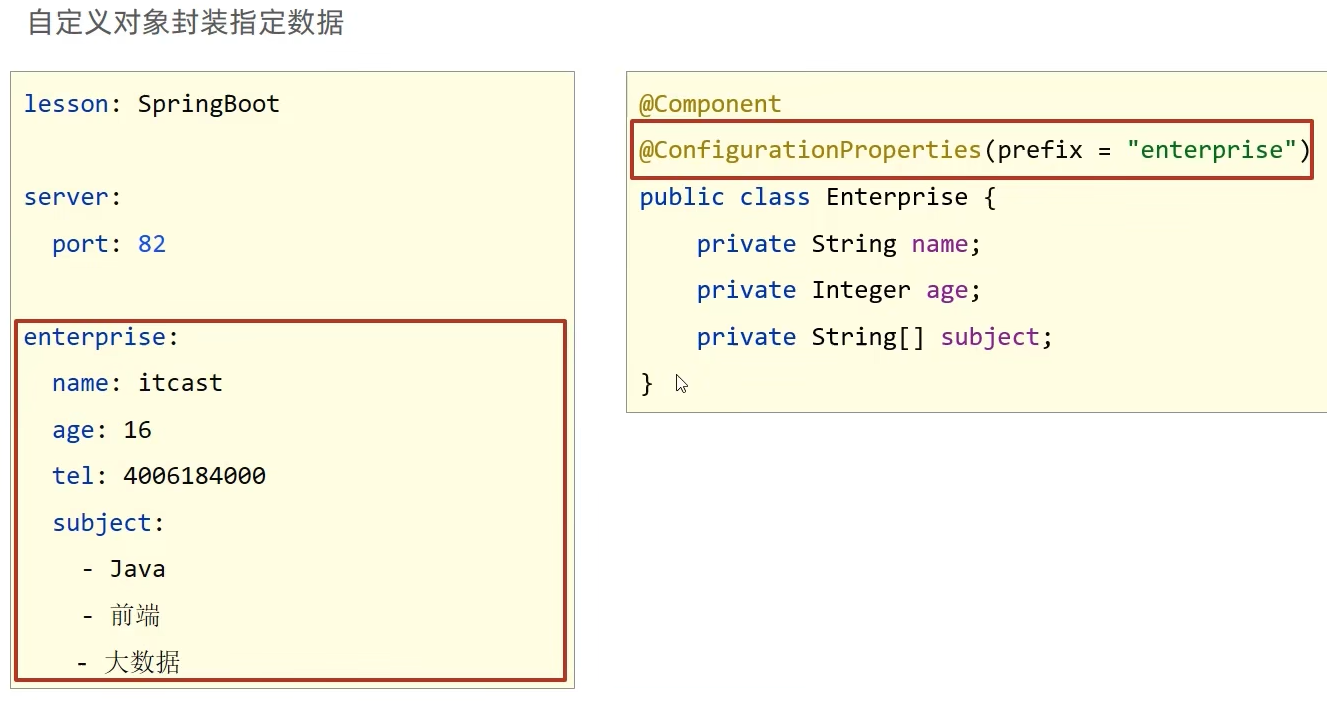 自定义对象封装指定数据
lesson: SpringBoot
server:
  port: 82
enterprise:
  name: itcast
  age: 16
  tel: 4006184000
  subject:
    - Java
    - 前端
    - 大数据
@Component
@ConfigurationProperties(prefix = "enterprise")
public class Enterprise {
    private String name;
    private Integer age;
    private String[] subject;
}